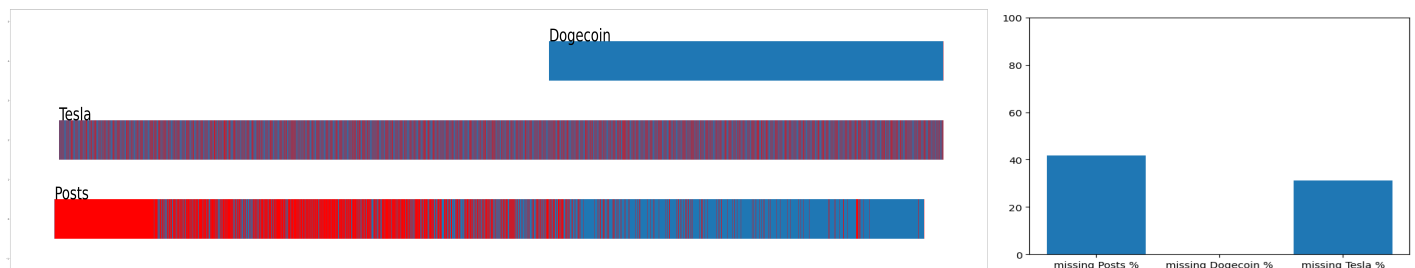 Dogecoin
Tesla
Posts
100
80
60
40
20
0
missing Posts %
missing Dogecoin %
missing Tesla %